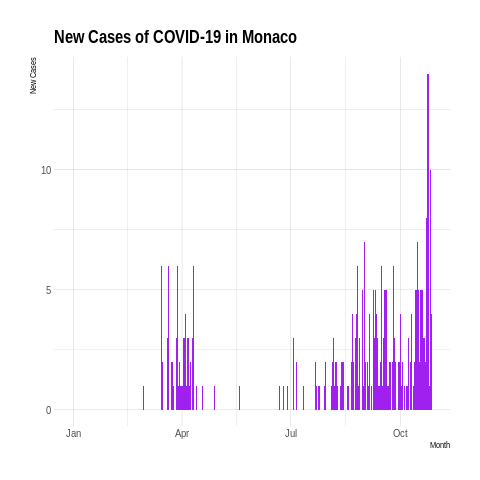 New Cases of COVID-19 in Monaco
New Cases
10
5
0
Jan Apr Jul Oct
Month